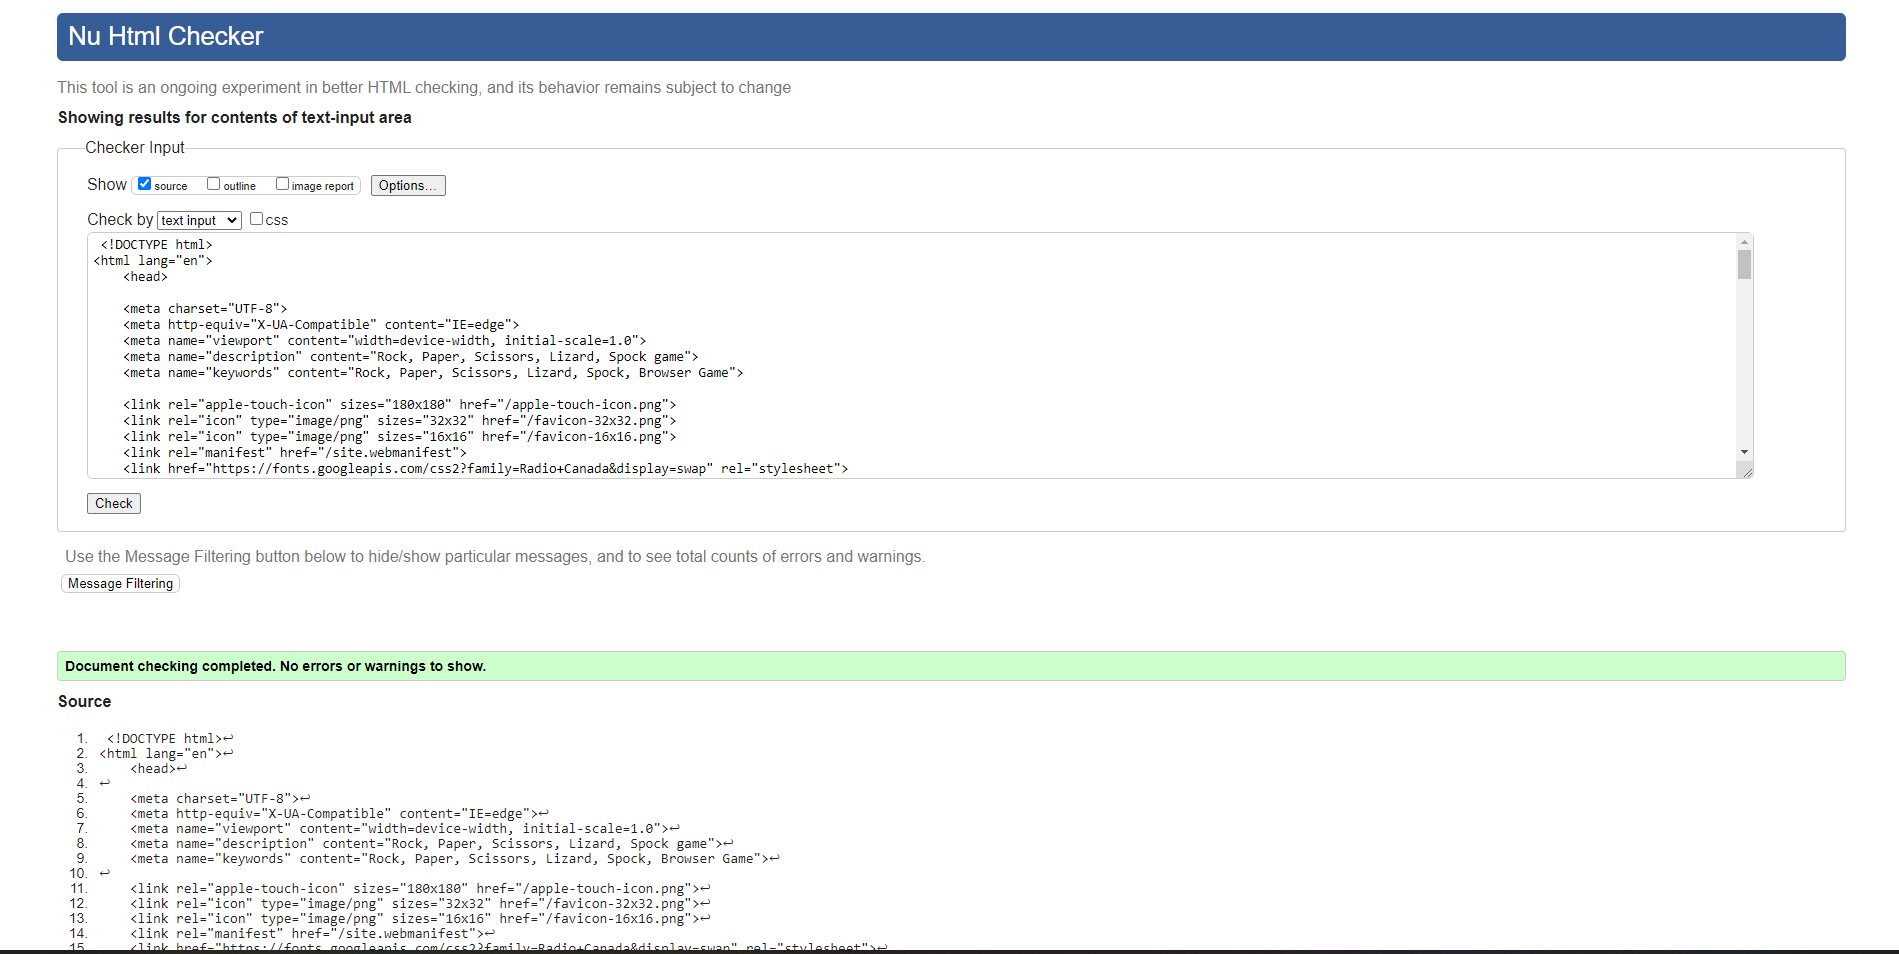 Nu Html Checker
This tool is an ongoing experiment in better HTML checking, and its behavior remains subject to change
Showing results for contents of text-input area
Checker Input
Show source outline image report Options...
Check by text input css
<!DOCTYPE html>
<html lang="en">
<head>
<meta charset="UTF-8">
<meta http-equiv="X-UA-Compatible" content="IE=edge">
<meta name="viewport" content="width=device-width, initial-scale=1.0">
<meta name="description" content="Rock, Paper, Scissors, Lizard, Spock game">
<meta name="keywords" content="Rock, Paper, Scissors, Lizard, Spock, Browser Game">
<link rel="apple-touch-icon" sizes="180x180" href="/apple-touch-icon.png">
<link rel="icon" type="image/png" sizes="32x32" href="/favicon-32x32.png">
<link rel="icon" type="image/png" sizes="16x16" href="/favicon-16x16.png">
<link rel="manifest" href="/site.webmanifest">
<link href="https://fonts.googleapis.com/css2?family=Radio+Canada&display=swap" rel="stylesheet">
Check
Use the Message Filtering button below to hide/show particular messages, and to see total counts of errors and warnings.
Message Filtering
Document checking completed. No errors or warnings to show.
Source
1. <!DOCTYPE html>↩
2. <html lang="en">↩
3. <head>↩
4. ↩
5. <meta charset="UTF-8">↩
6. <meta http-equiv="X-UA-Compatible" content="IE=edge">↩
7. <meta name="viewport" content="width=device-width, initial-scale=1.0">↩
8. <meta name="description" content="Rock, Paper, Scissors, Lizard, Spock game">↩
9. <meta name="keywords" content="Rock, Paper, Scissors, Lizard, Spock, Browser Game">↩
10. ↩
11. <link rel="apple-touch-icon" sizes="180x180" href="/apple-touch-icon.png">↩
12. <link rel="icon" type="image/png" sizes="32x32" href="/favicon-32x32.png">↩
13. <link rel="icon" type="image/png" sizes="16x16" href="/favicon-16x16.png">↩
14. <link rel="manifest" href="/site.webmanifest">↩
15. <link href="https://fonts.googleapis.com/css2?family=Radio+Canada&display=swap" rel="stylesheet">↩